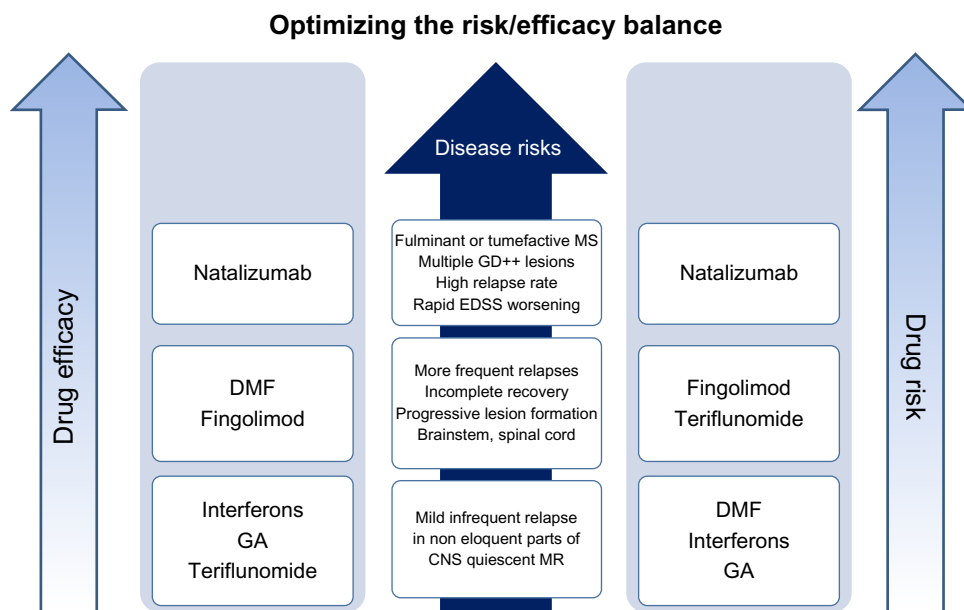 Optimizing the risk/efficacy balance
Drug efficacy
Natalizumab
DMF
Fingolimod
Interferons
GA
Teriflunomide
Disease risks
Fulminant or tumefactive MS
Multiple GD++ lesions
High relapse rate
Rapid EDSS worsening
More frequent relapses
Incomplete recovery
Progressive lesion formation
Brainstem, spinal cord
Mild infrequent relapse
in non eloquent parts of
CNS quiescent MR
Natalizumab
Fingolimod
Teriflunomide
DMF
Interferons
GA
Drug risk